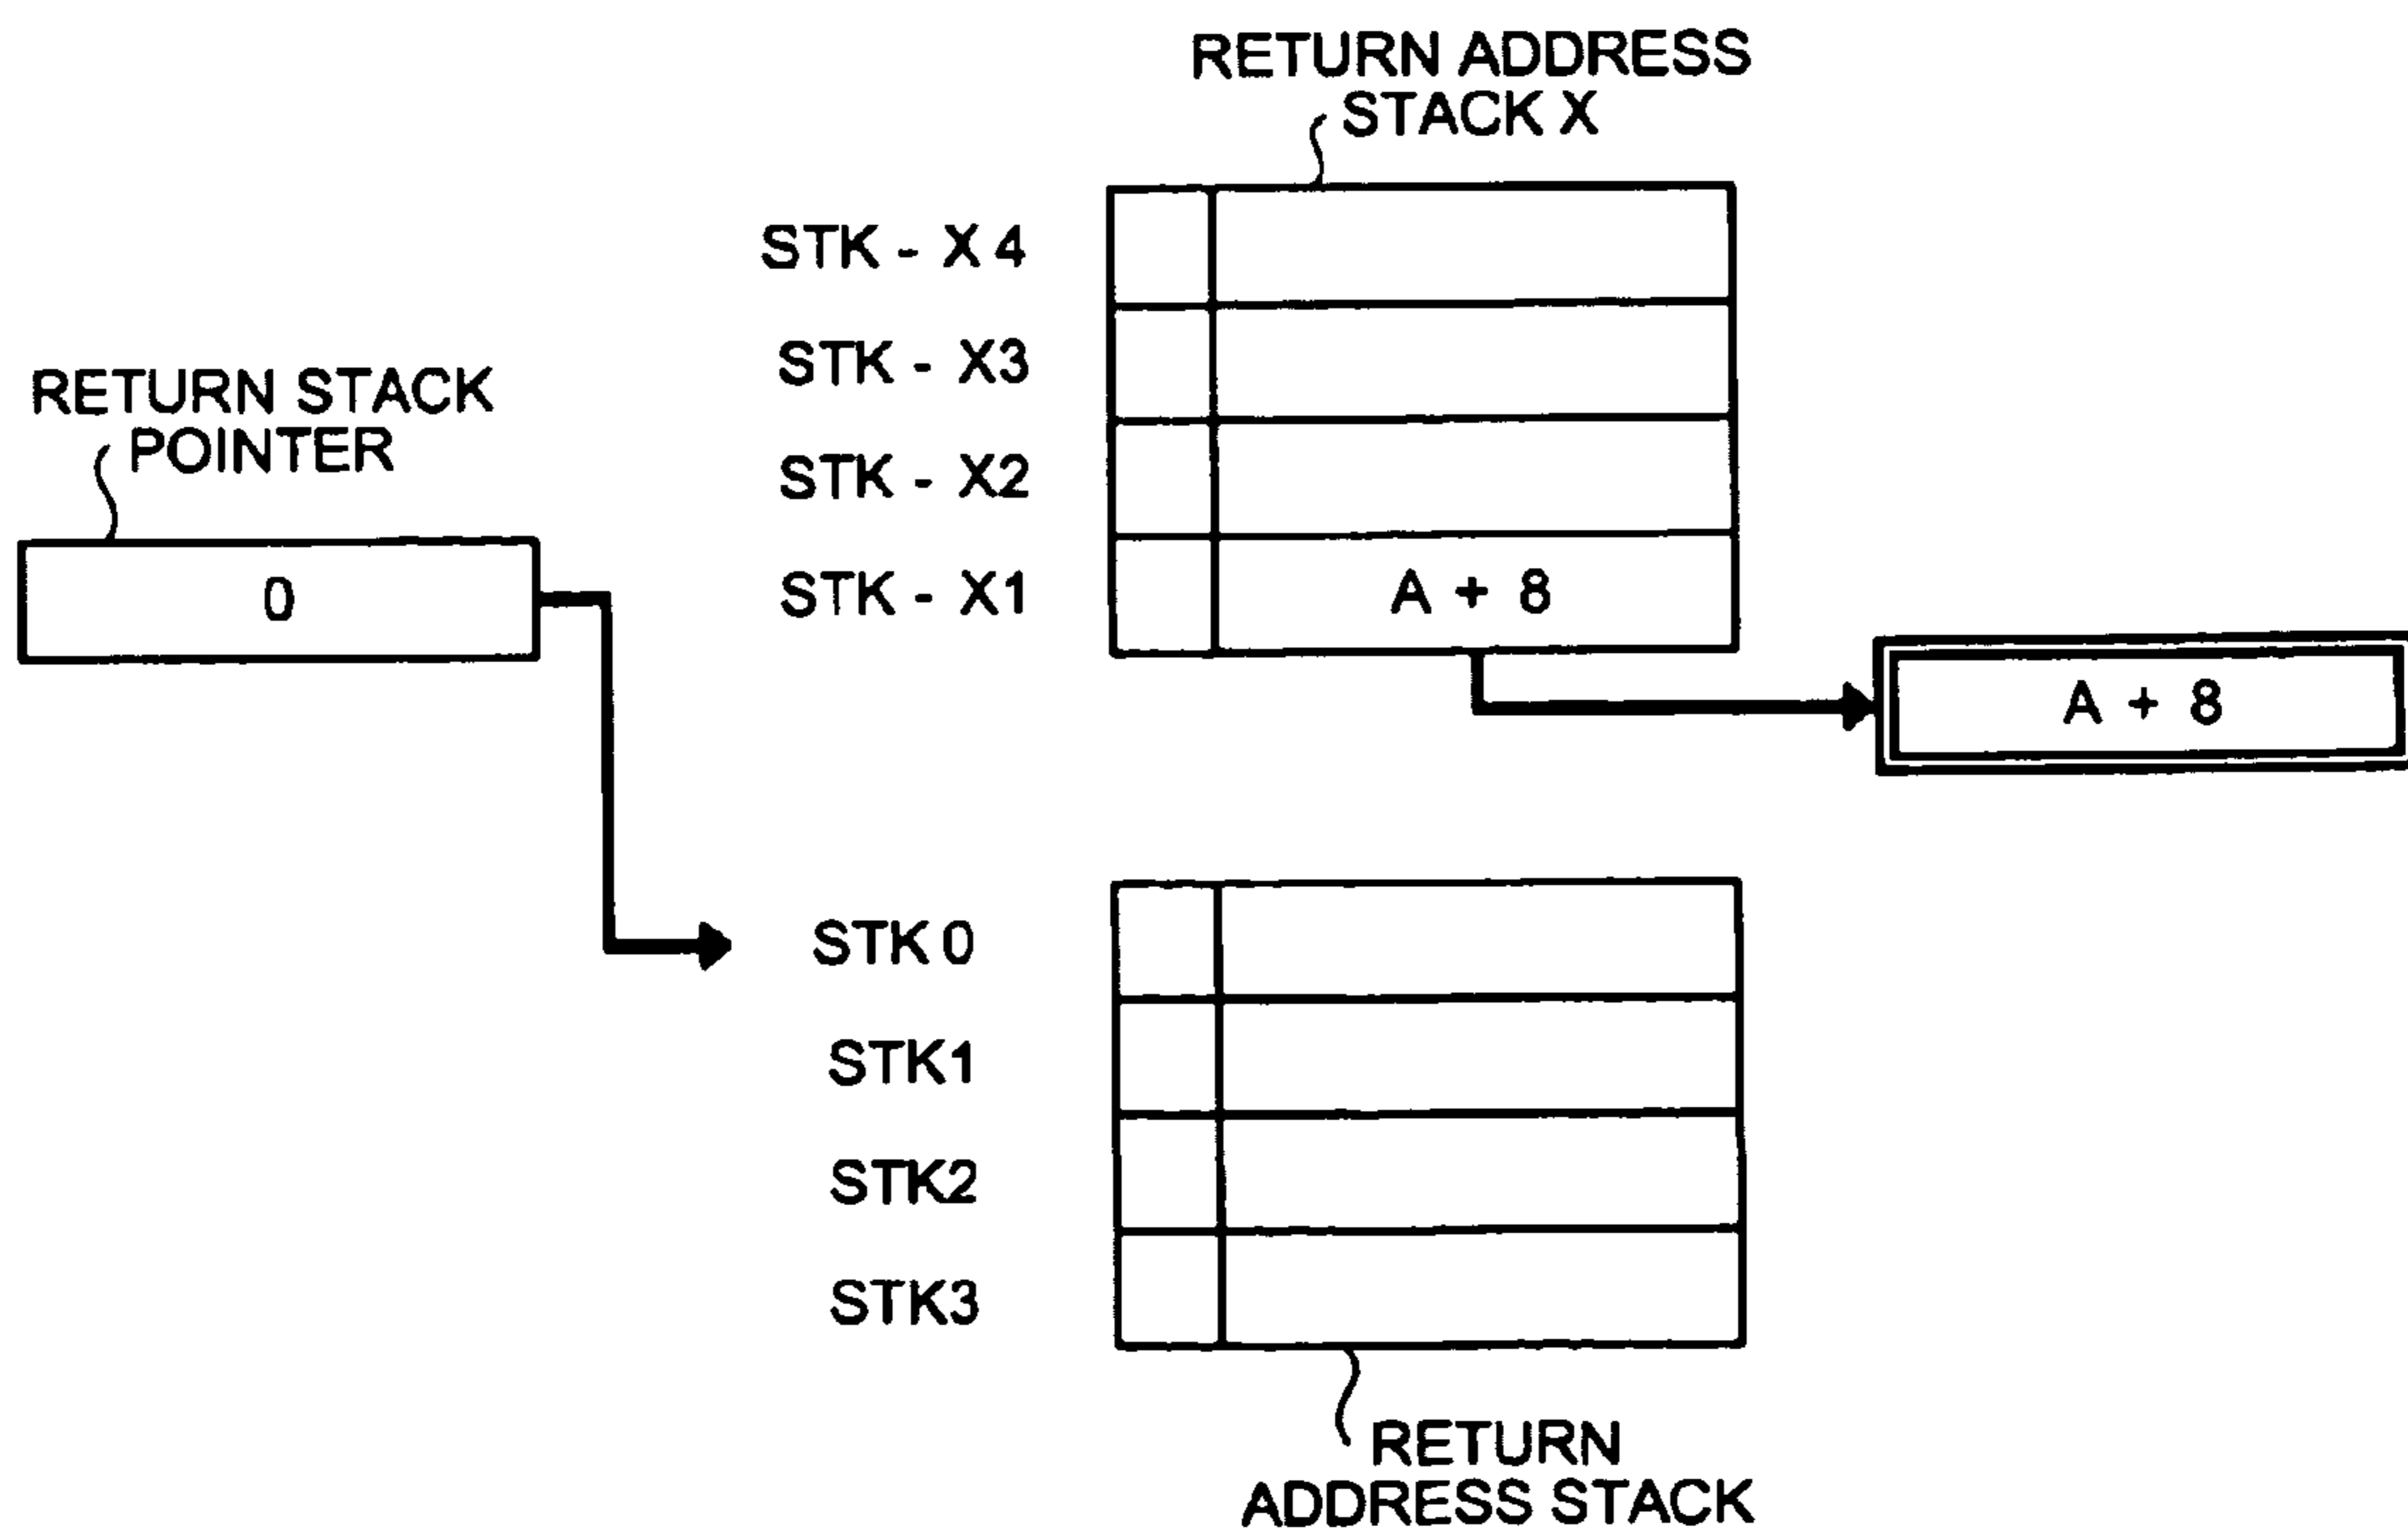 RETURN ADDRESS
STACK X
STK - X4
STK - X3
RETURN STACK
POINTER
STK - X2
0
STK - X1
A + 8
A + 8
STK 0
STK1
STK2
STK3
RETURN
ADDRESS STACK